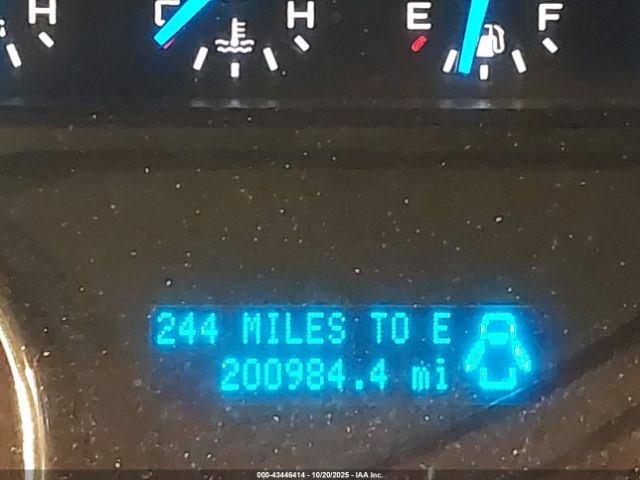 H C H E F
244 MILES TO E
200984.4 mi
000-43446414 - 10/20/2025 - IAA Inc.